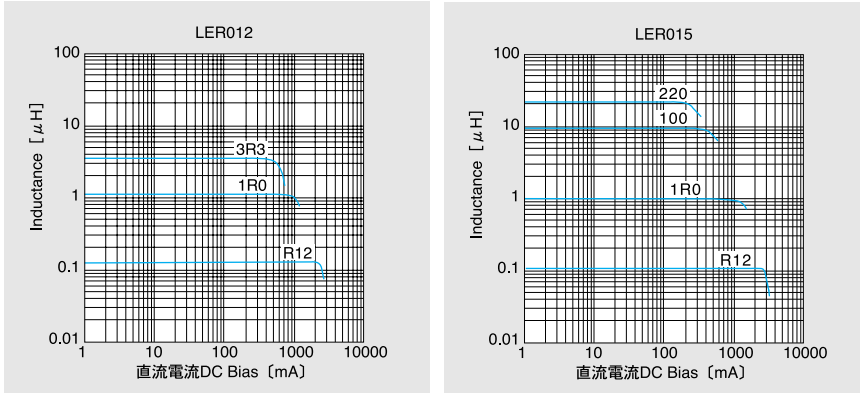 LER012
100
10
1
0.1
0.01
Inductance [μH]
3R3
1R0
R12
1 10 100 1000 10000
直流電流DC Bias〔mA〕
LER015
100
10
1
0.1
0.01
Inductance [μH]
220
100
1R0
R12
1 10 100 1000 10000
直流電流DC Bias〔mA〕